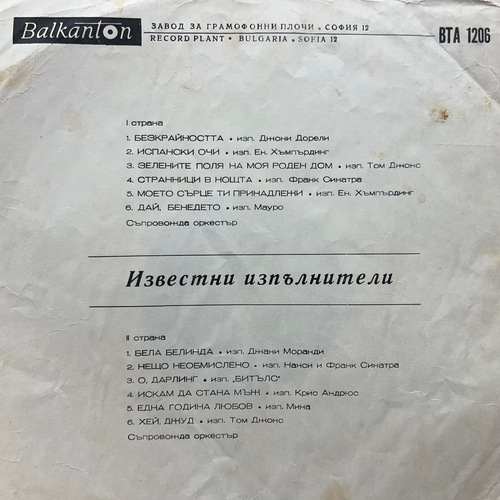 Balkanton
ЗАВОД ЗА ГРАМОФОННИ ПЛОЧИ • СОФИЯ 12
RECORD PLANT • BULGARIA • SOFIA 12
ВТА 1206
I страна
1. БЕЗКРАЙНОСТТА • изп. Джони Дорели
2. ИСПАНСКИ ОЧИ • изп. Ен. Хъмпърдинг
3. ЗЕЛЕНИТЕ ПОЛЯ НА МОЯ РОДЕН ДОМ • изп. Том Джонс
4. СТРАННИЦИ В НОЩТА • изп. Франк Синатра
5. МОЕТО СЪРЦЕ ТИ ПРИНАДЛЕЖИ • изп. Ен. Хъмпърдинг
6. ДАЙ, БЕНЕДЕТО • изп. Мауро
Съпровожда оркестър
Известни изпълнители
II страна
1. БЕЛА БЕЛИНДА • изп. Джани Моранди
2. НЕЩО НЕОБМИСЛЕНО • изп. Нанси и Франк Синатра
3. О, ДАРЛИНГ • изп. „БИТЪЛС"
4. ИСКАМ ДА СТАНА МЪЖ • изп. Крис Андрюс
5. ЕДНА ГОДИНА ЛЮБОВ • изп. Мина
6. ХЕЙ, ДЖУД • изп. Том Джонс
Съпровожда оркестър